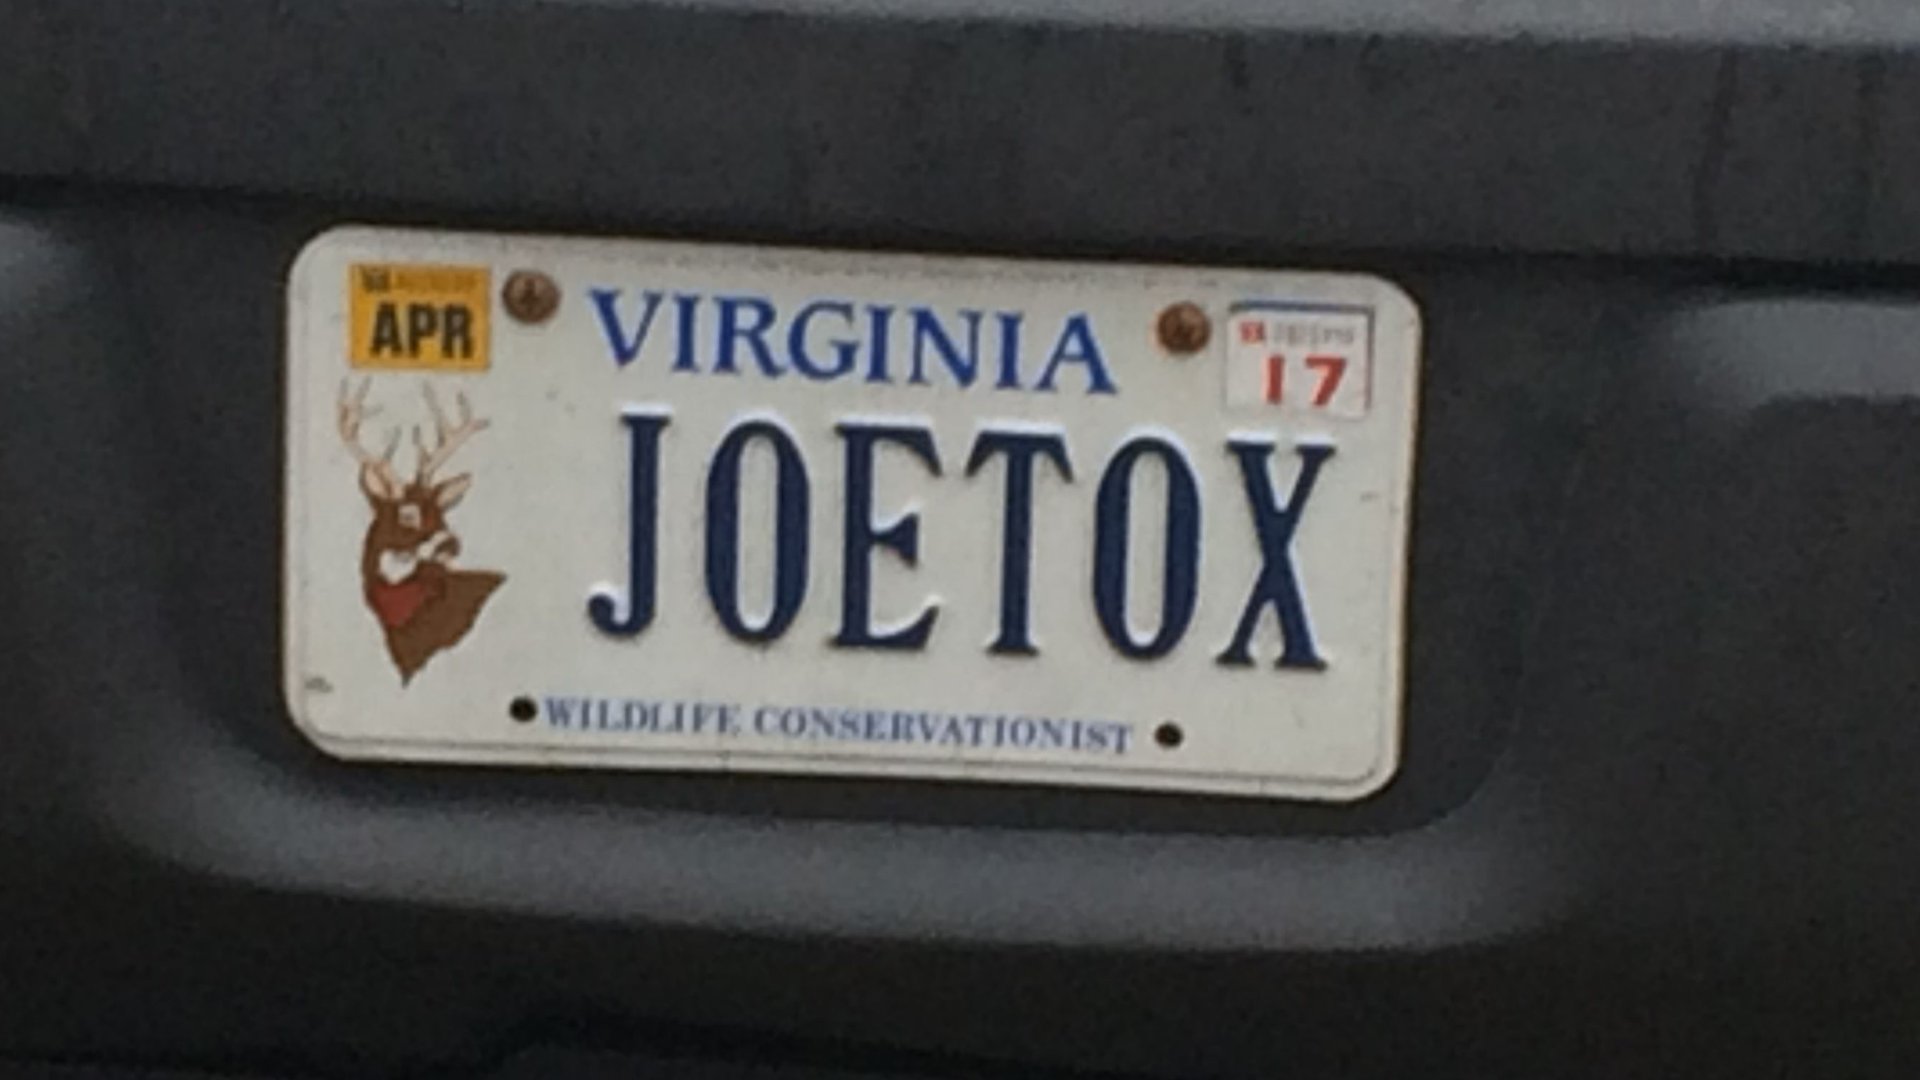 APR
VIRGINIA
17
JOETOX
WILDLIFE CONSERVATIONIST